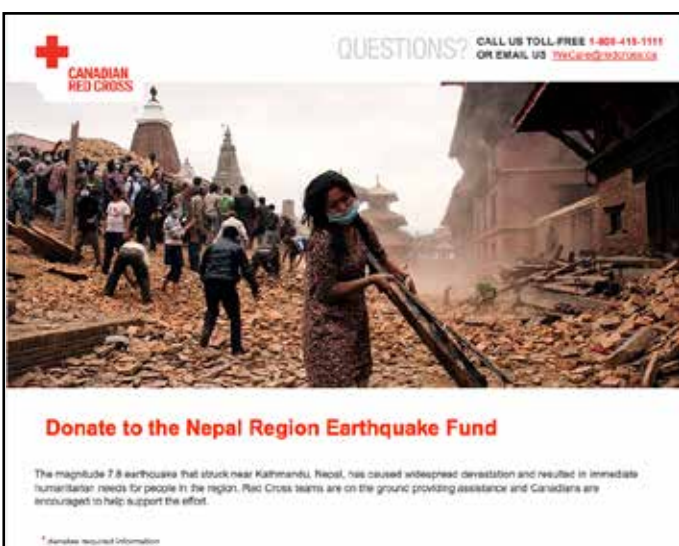 CANADIAN
RED CROSS
QUESTIONS?
CALL US TOLL-FREE 1-800-418-1111
OR EMAIL US WeCare@redcross.ca
Donate to the Nepal Region Earthquake Fund
The magnitude 7.8 earthquake that struck near Kathmandu, Nepal, has caused widespread devastation and resulted in immediate
humanitarian needs for people in the region. Red Cross teams are on the ground providing assistance and Canadians are
encouraged to help support the effort.
* denotes required information